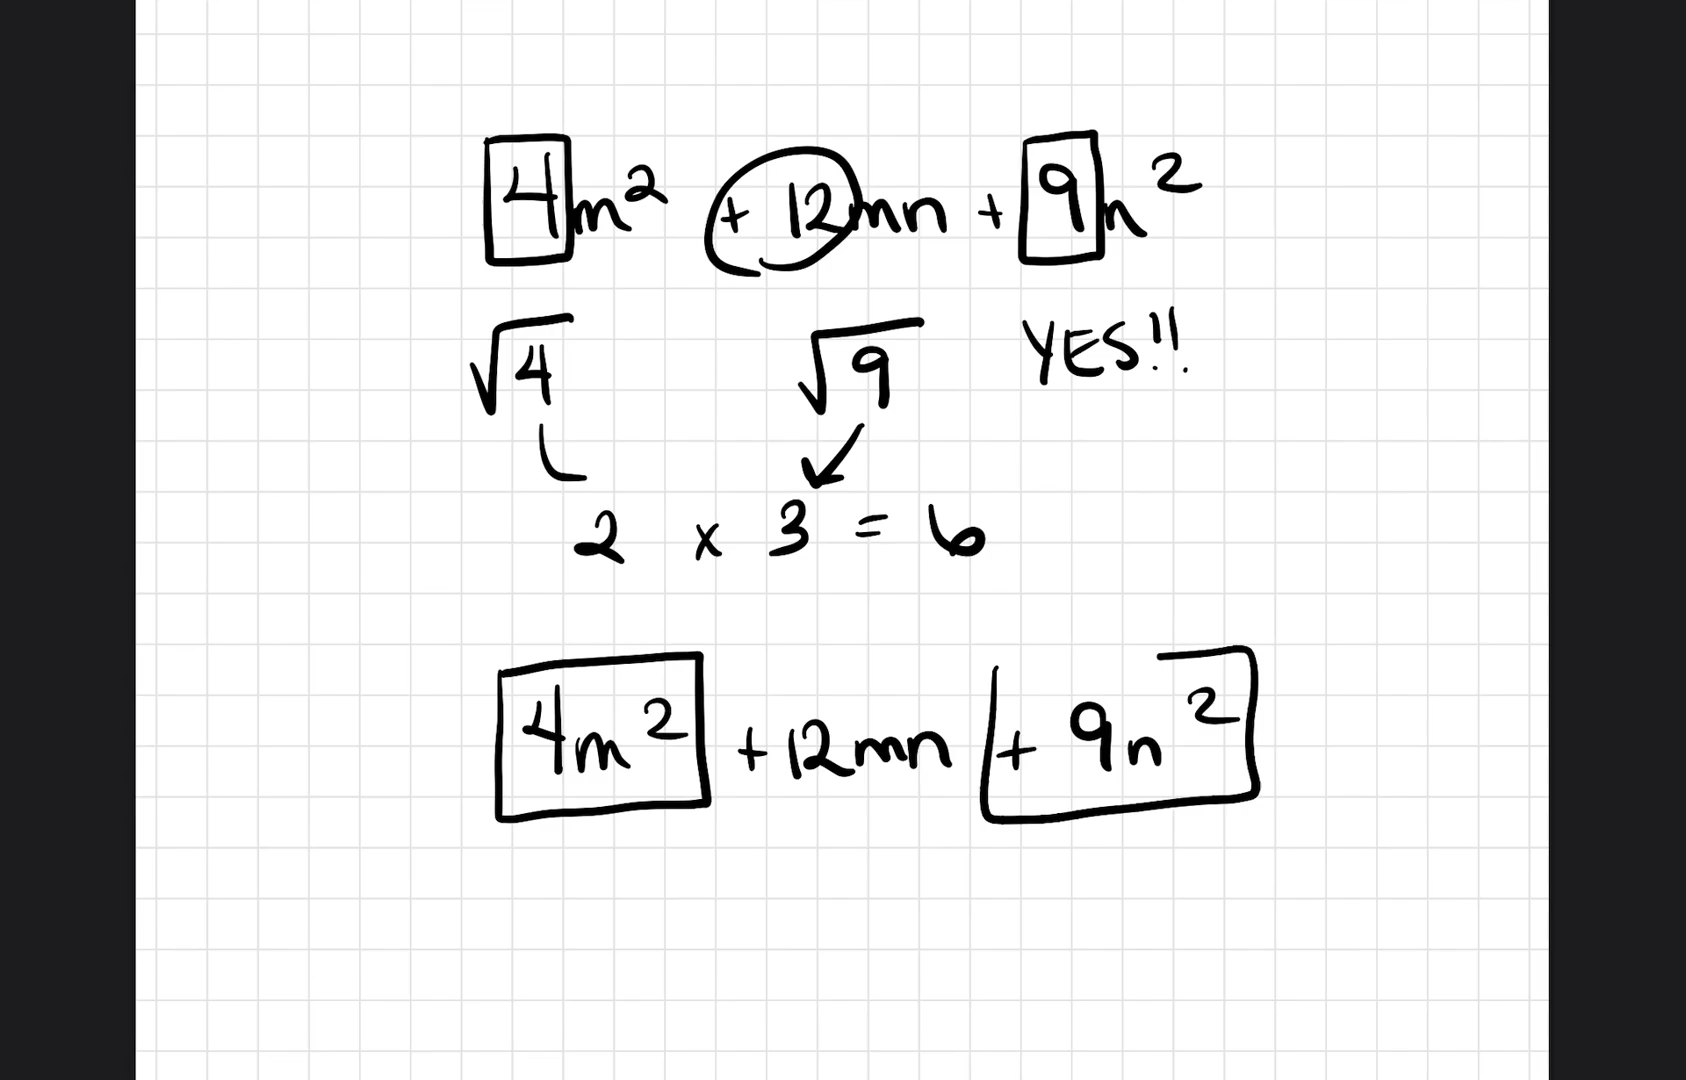 4m² + 12mn + 9n²
√4 √9 YES!!
2 x 3 = 6
4m² + 12mn + 9n²